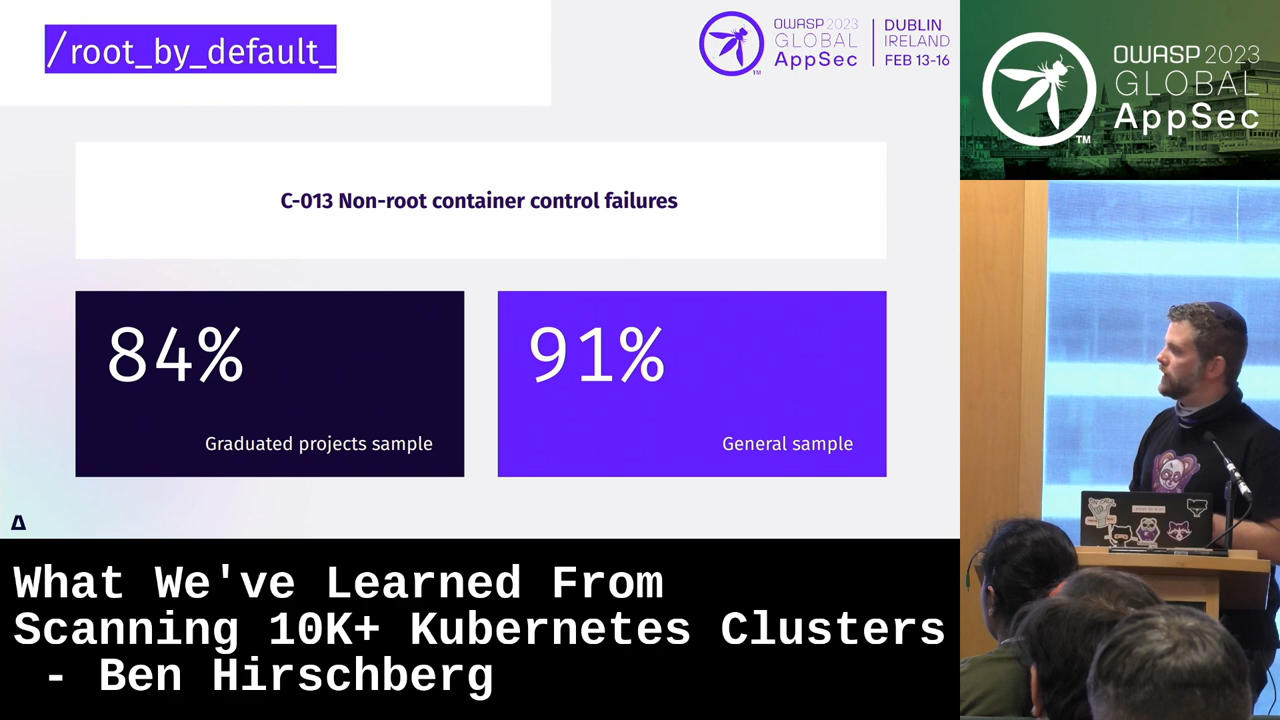 /root_by_default_
OWASP 2023
GLOBAL
AppSec
TM
DUBLIN
IRELAND
FEB 13-16
C-013 Non-root container control failures
84%
Graduated projects sample
91%
General sample
What We've Learned From
Scanning 10K+ Kubernetes Clusters
- Ben Hirschberg
OWASP 2023
GLOBAL
AppSec
TM